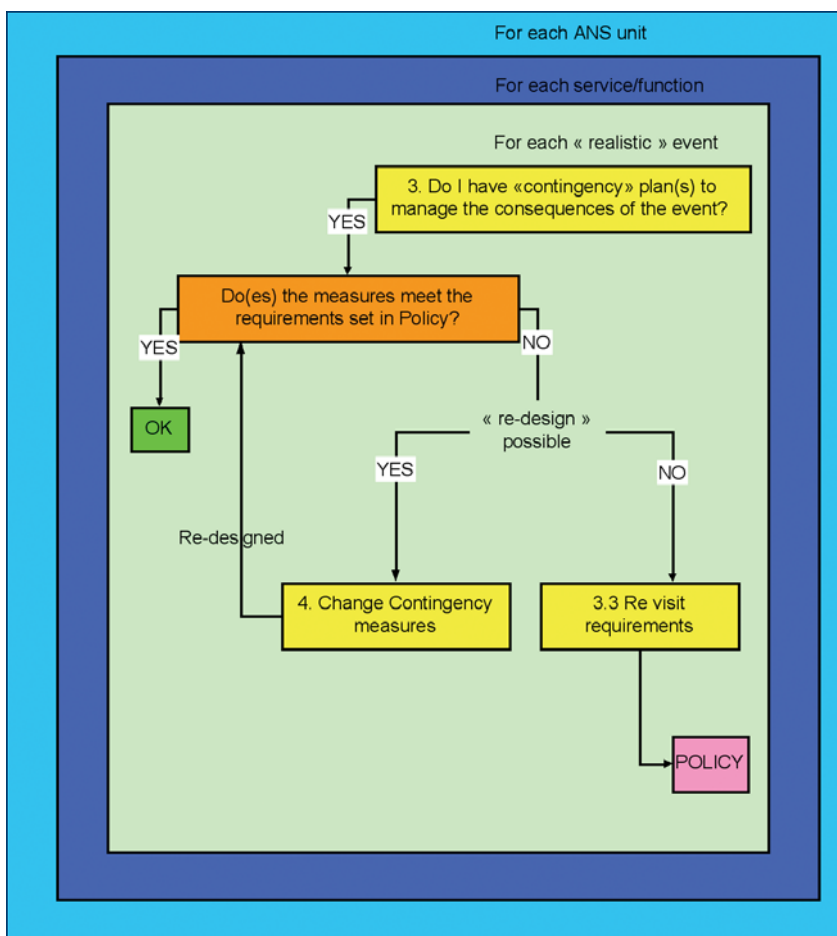 For each ANS unit
For each service/function
For each « realistic » event
3. Do I have «contingency» plan(s) to
manage the consequences of the event?
YES
Do(es) the measures meet the
requirements set in Policy?
YES
NO
OK
« re-design »
possible
YES
NO
Re-designed
4. Change Contingency
measures
3.3 Re visit
requirements
POLICY